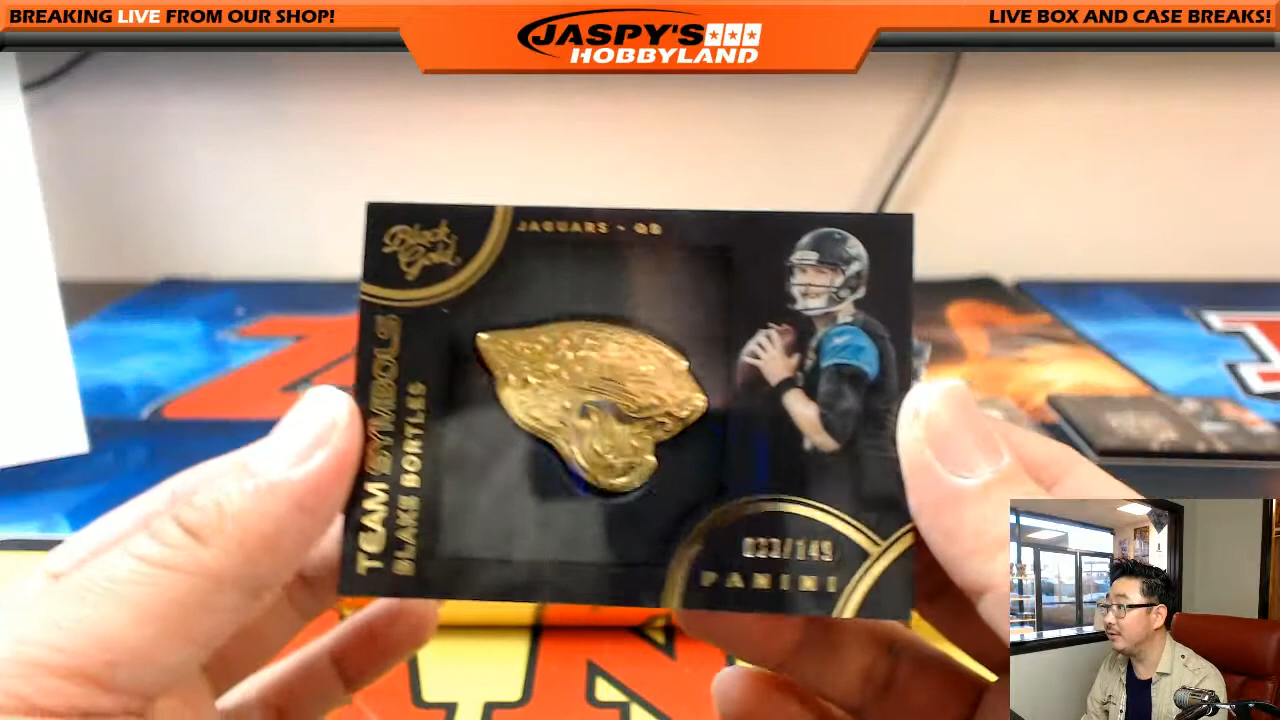 BREAKING LIVE FROM OUR SHOP!
JASPY'S
HOBBYLAND
LIVE BOX AND CASE BREAKS!
Black
Gold
JAGUARS - QB
TEAM SYMBOLS
BLAKE BORTLES
033/149
PANINI